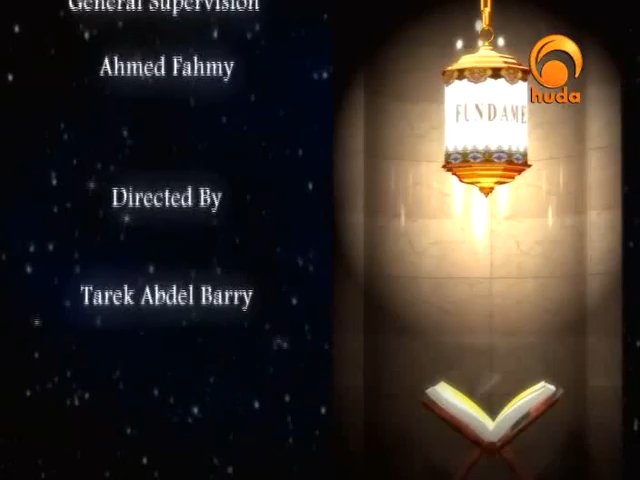 General Supervision
Ahmed Fahmy
Directed By
Tarek Abdel Barry
FUNDAME
huda